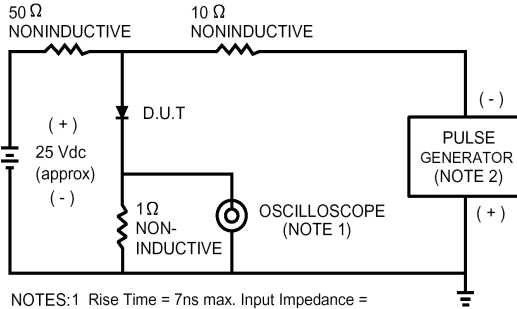 50 Ω
NONINDUCTIVE
10 Ω
NONINDUCTIVE
( + )
25 Vdc
(approx)
( - )
D.U.T
1Ω
NON-
INDUCTIVE
OSCILLOSCOPE
(NOTE 1)
( - )
PULSE
GENERATOR
(NOTE 2)
( + )
NOTES:1 Rise Time = 7ns max. Input Impedance =